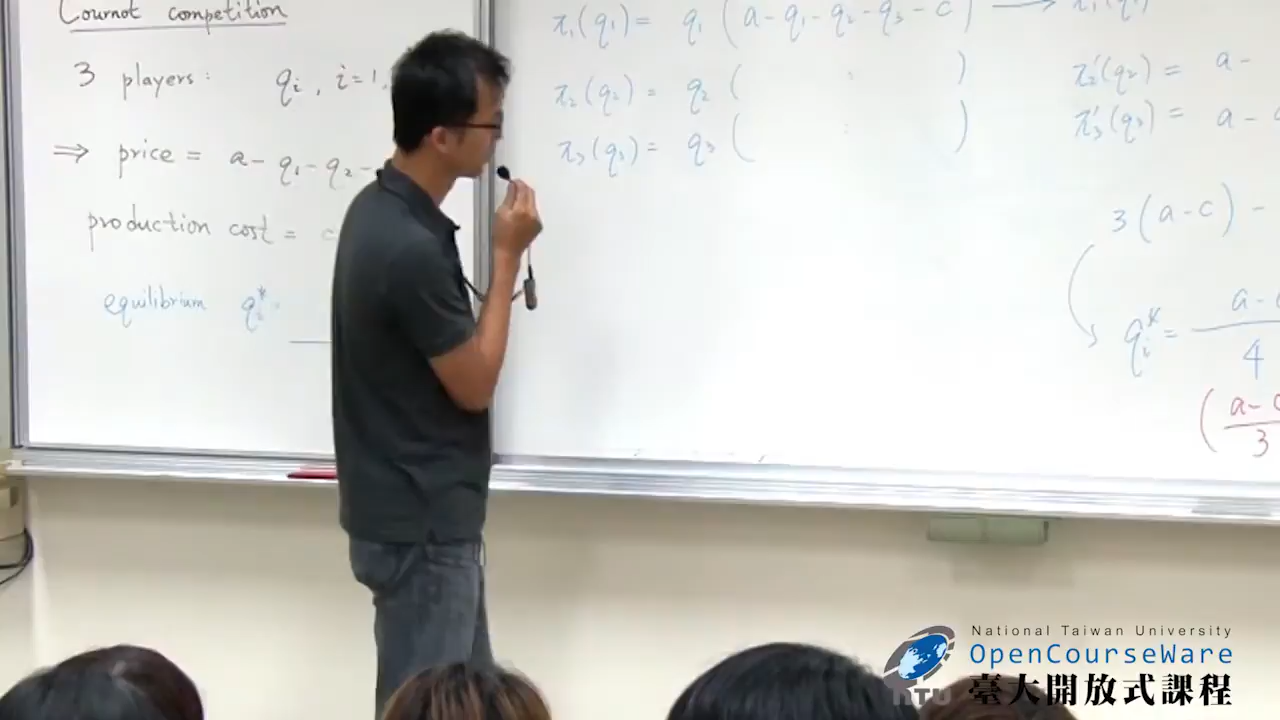 Cournot competition
3 players: qᵢ, i=1,
⇒ price = a - q₁ - q₂ -
production cost = c
equilibrium qᵢ* =
π₁(q₁) = q₁ (a - q₁ - q₂ - q₃ - c)
π₂(q₂) = q₂ ( : )
π₃(q₃) = q₃ ( : )
π₂'(q₂) = a -
π₃'(q₃) = a -
3(a - c) -
qᵢ* = a - c
4
(a - c
3
National Taiwan University
OpenCourseWare
NTU 臺大開放式課程